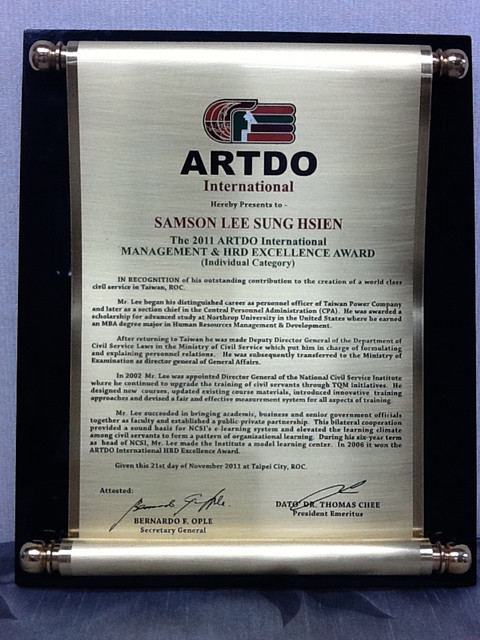 ARTDO
International
Hereby Presents to -
SAMSON LEE SUNG HSIEN
The 2011 ARTDO International
MANAGEMENT & HRD EXCELLENCE AWARD
(Individual Category)
IN RECOGNITION of his outstanding contribution to the creation of a world class
civil service in Taiwan, ROC.
Mr. Lee began his distinguished career as personnel officer of Taiwan Power Company
and later as a section chief in the Central Personnel Administration (CPA). He was awarded a
scholarship for advanced study at Northrup University in the United States where he earned
an MBA degree major in Human Resources Management & Development.
After returning to Taiwan he was made Deputy Director General of the Department of
Civil Service Laws in the Ministry of Civil Service which put him in charge of formulating
and explaining personnel relations. He was subsequently transferred to the Ministry of
Examination as director general of General Affairs.
In 2002 Mr. Lee was appointed Director General of the National Civil Service Institute
where he continued to upgrade the training of civil servants through TQM initiatives. He
designed new courses, updated existing course materials, introduced innovative training
approaches and devised a fair and effective measurement system for all aspects of training.
Mr. Lee succeeded in bringing academic, business and senior government officials
together as faculty and established a public-private partnership. This bilateral cooperation
provided a sound basis for NCSI's e-learning system and elevated the learning climate
among civil servants to form a pattern of organizational learning. During his six-year term
as head of NCSI, Mr. Lee made the Institute a model learning center. In 2006 it won the
ARTDO International HRD Excellence Award.
Given this 21st day of November 2011 at Taipei City, ROC.
Attested:
BERNARDO F. OPLE
Secretary General
DATO' DR. THOMAS CHEE
President Emeritus